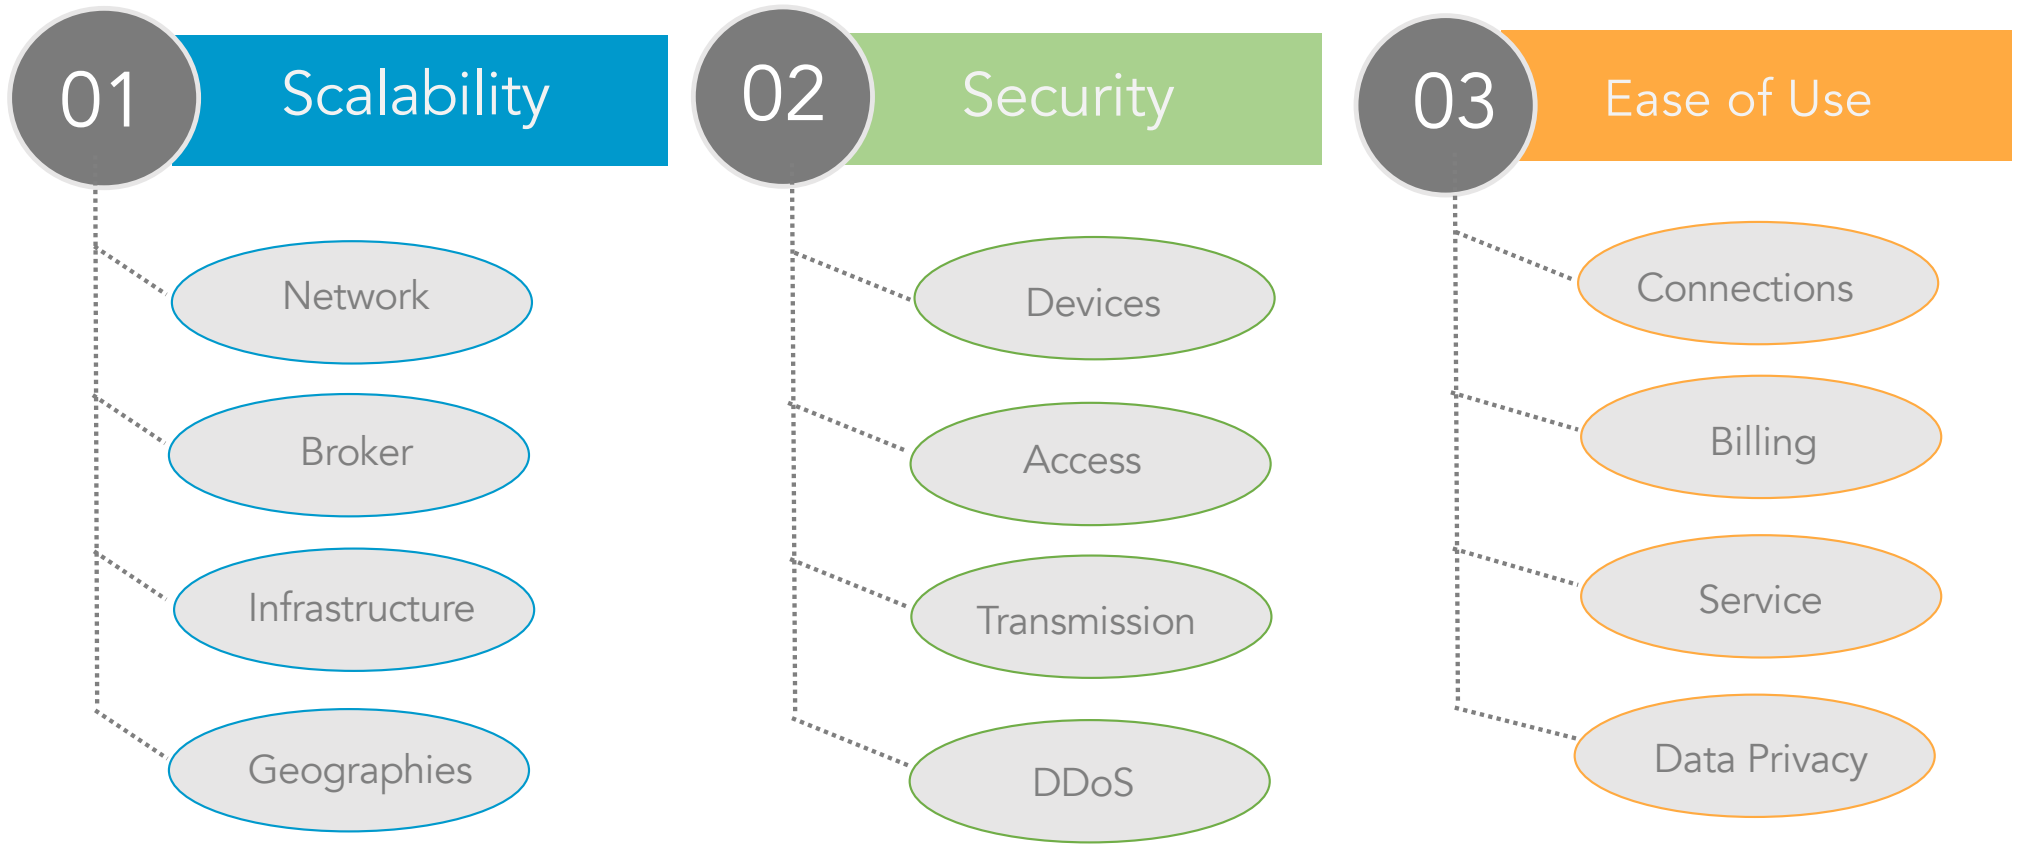 01
Scalability
Network
Broker
Infrastructure
Geographies
02
Security
Devices
Access
Transmission
DDoS
03
Ease of Use
Connections
Billing
Service
Data Privacy